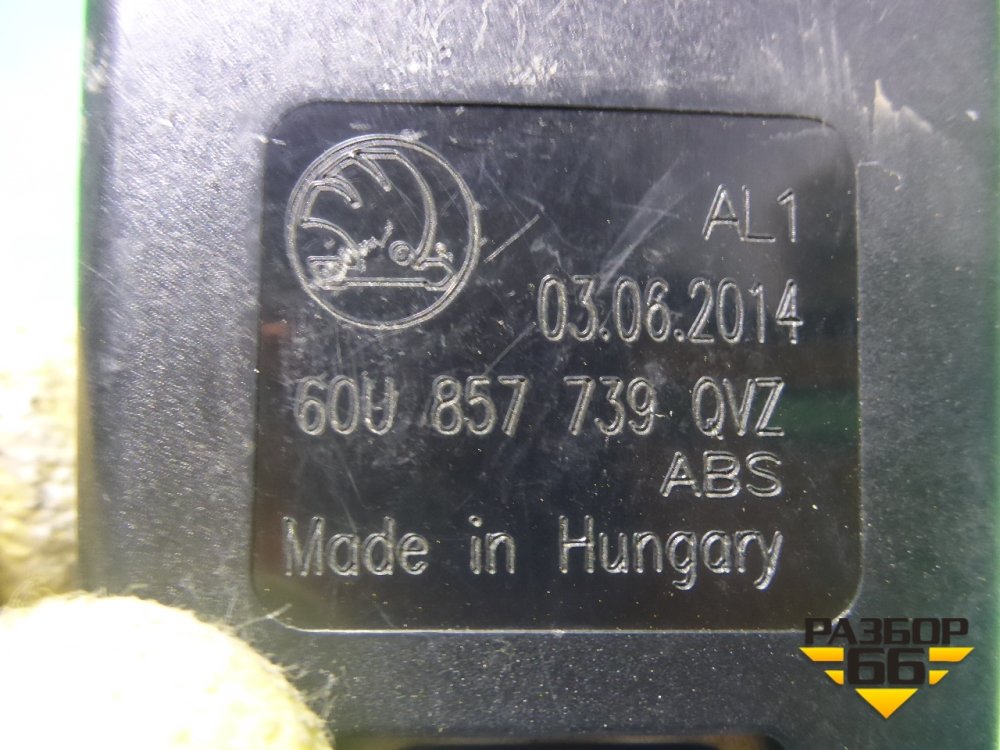 AL1
03.06.2014
60U 857 739 QVZ
ABS
Made in Hungary
РАЗБОР
66